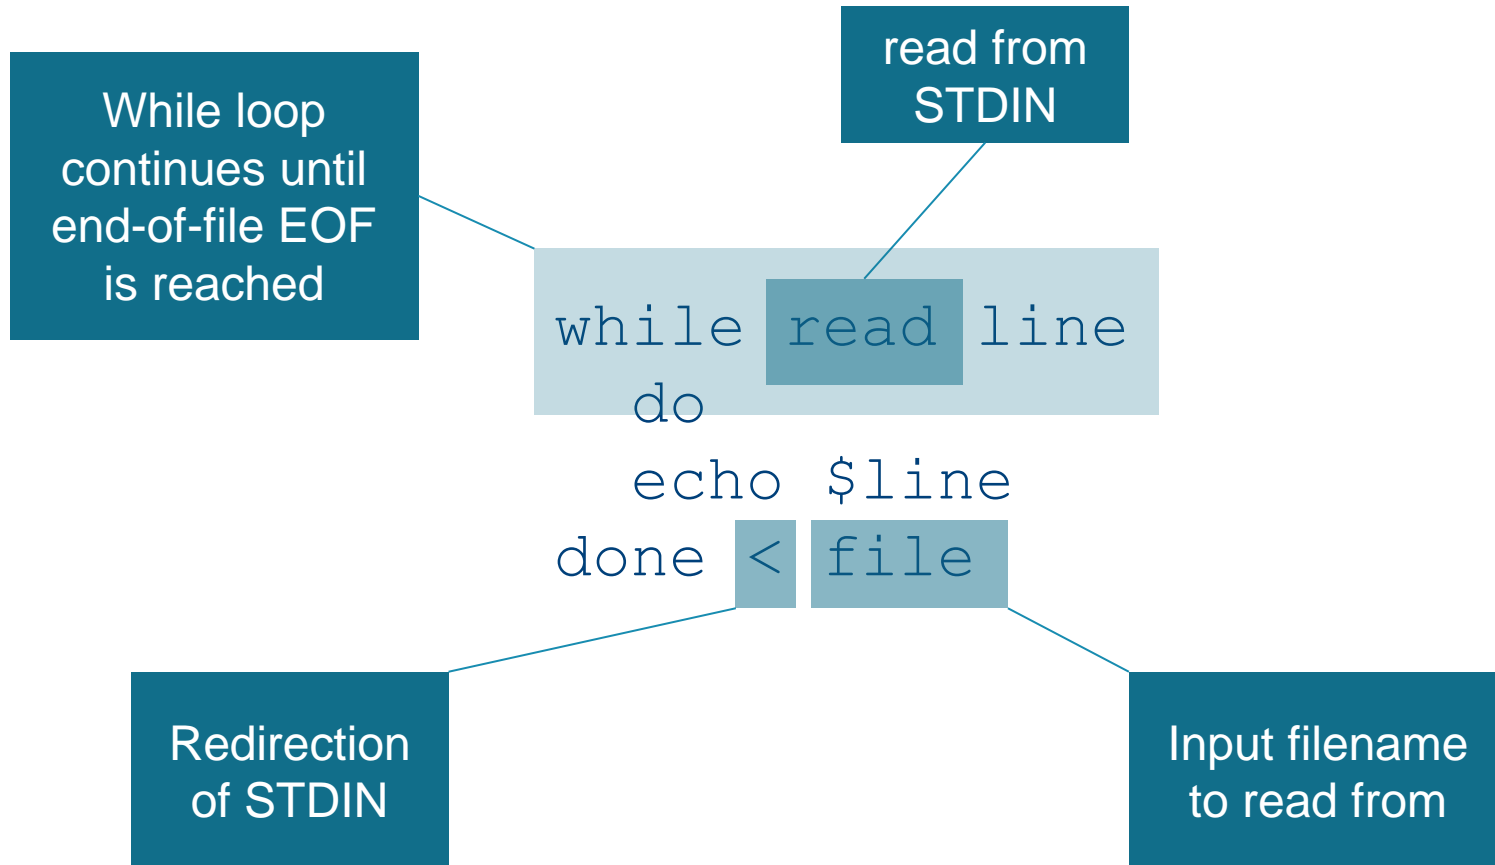 read from
STDIN
While loop
continues until
end-of-file EOF
is reached
while read line
do
echo $line
done < file
Redirection
of STDIN
Input filename
to read from